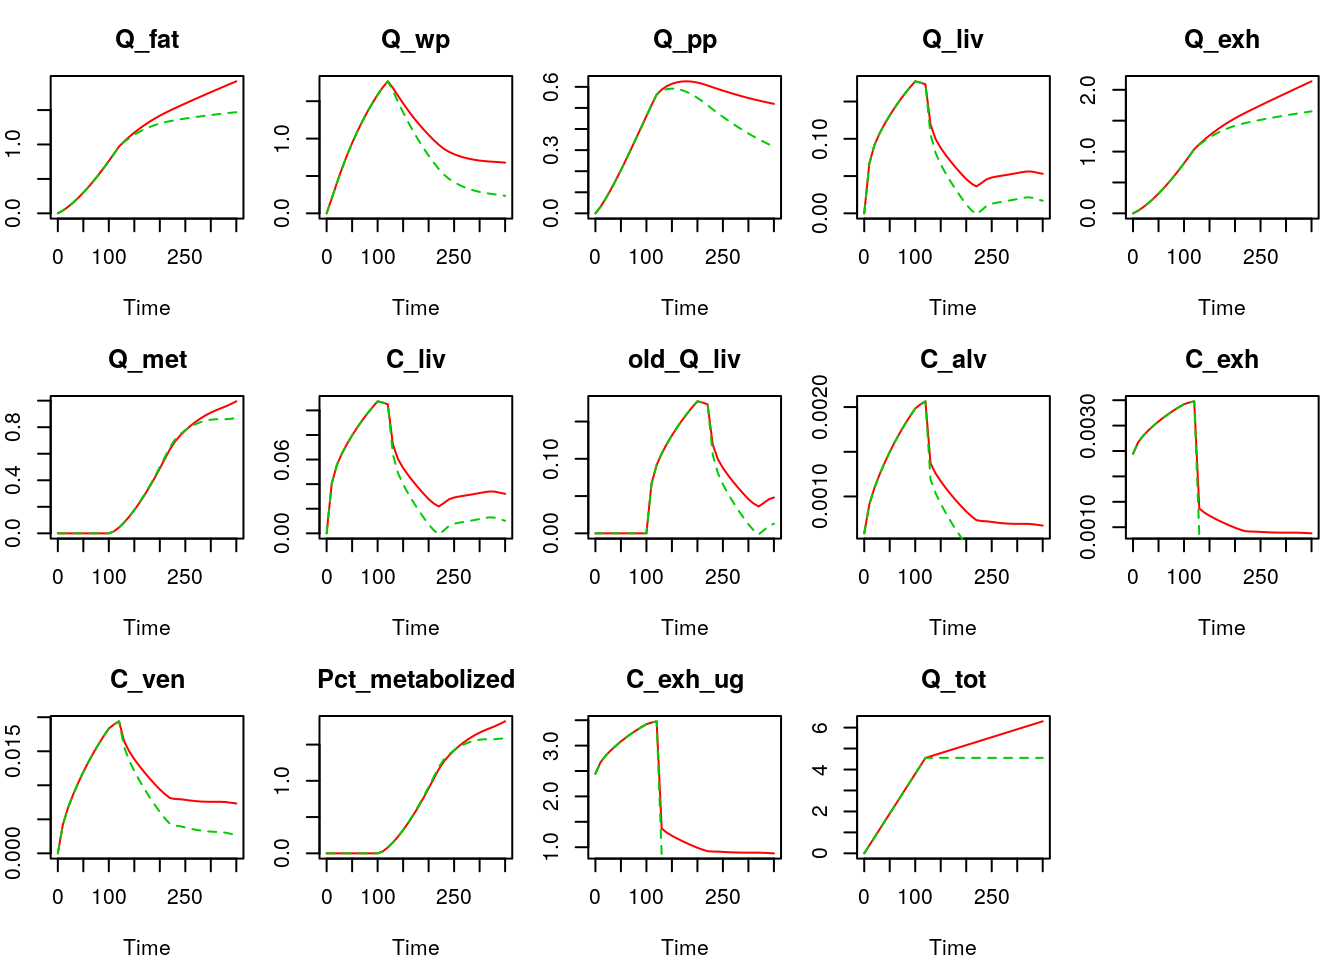 Q_fat Q_wp Q_pp Q_liv Q_exh
0.0 1.0
0.0 1.0
0.0 0.3 0.6
0.00 0.10
0.0 1.0 2.0
0 100 250 0 100 250 0 100 250 0 100 250 0 100 250
Time Time Time Time Time
Q_met C_liv old_Q_liv C_alv C_exh
0.0 0.4 0.8
0.00 0.06
0.00 0.10
0.0010 0.0020
0.0010 0.0030
0 100 250 0 100 250 0 100 250 0 100 250 0 100 250
Time Time Time Time Time
C_ven Pct_metabolized C_exh_ug Q_tot
0.000 0.015
0.0 1.0
1.0 2.0 3.0
0 2 4 6
0 100 250 0 100 250 0 100 250 0 100 250
Time Time Time Time